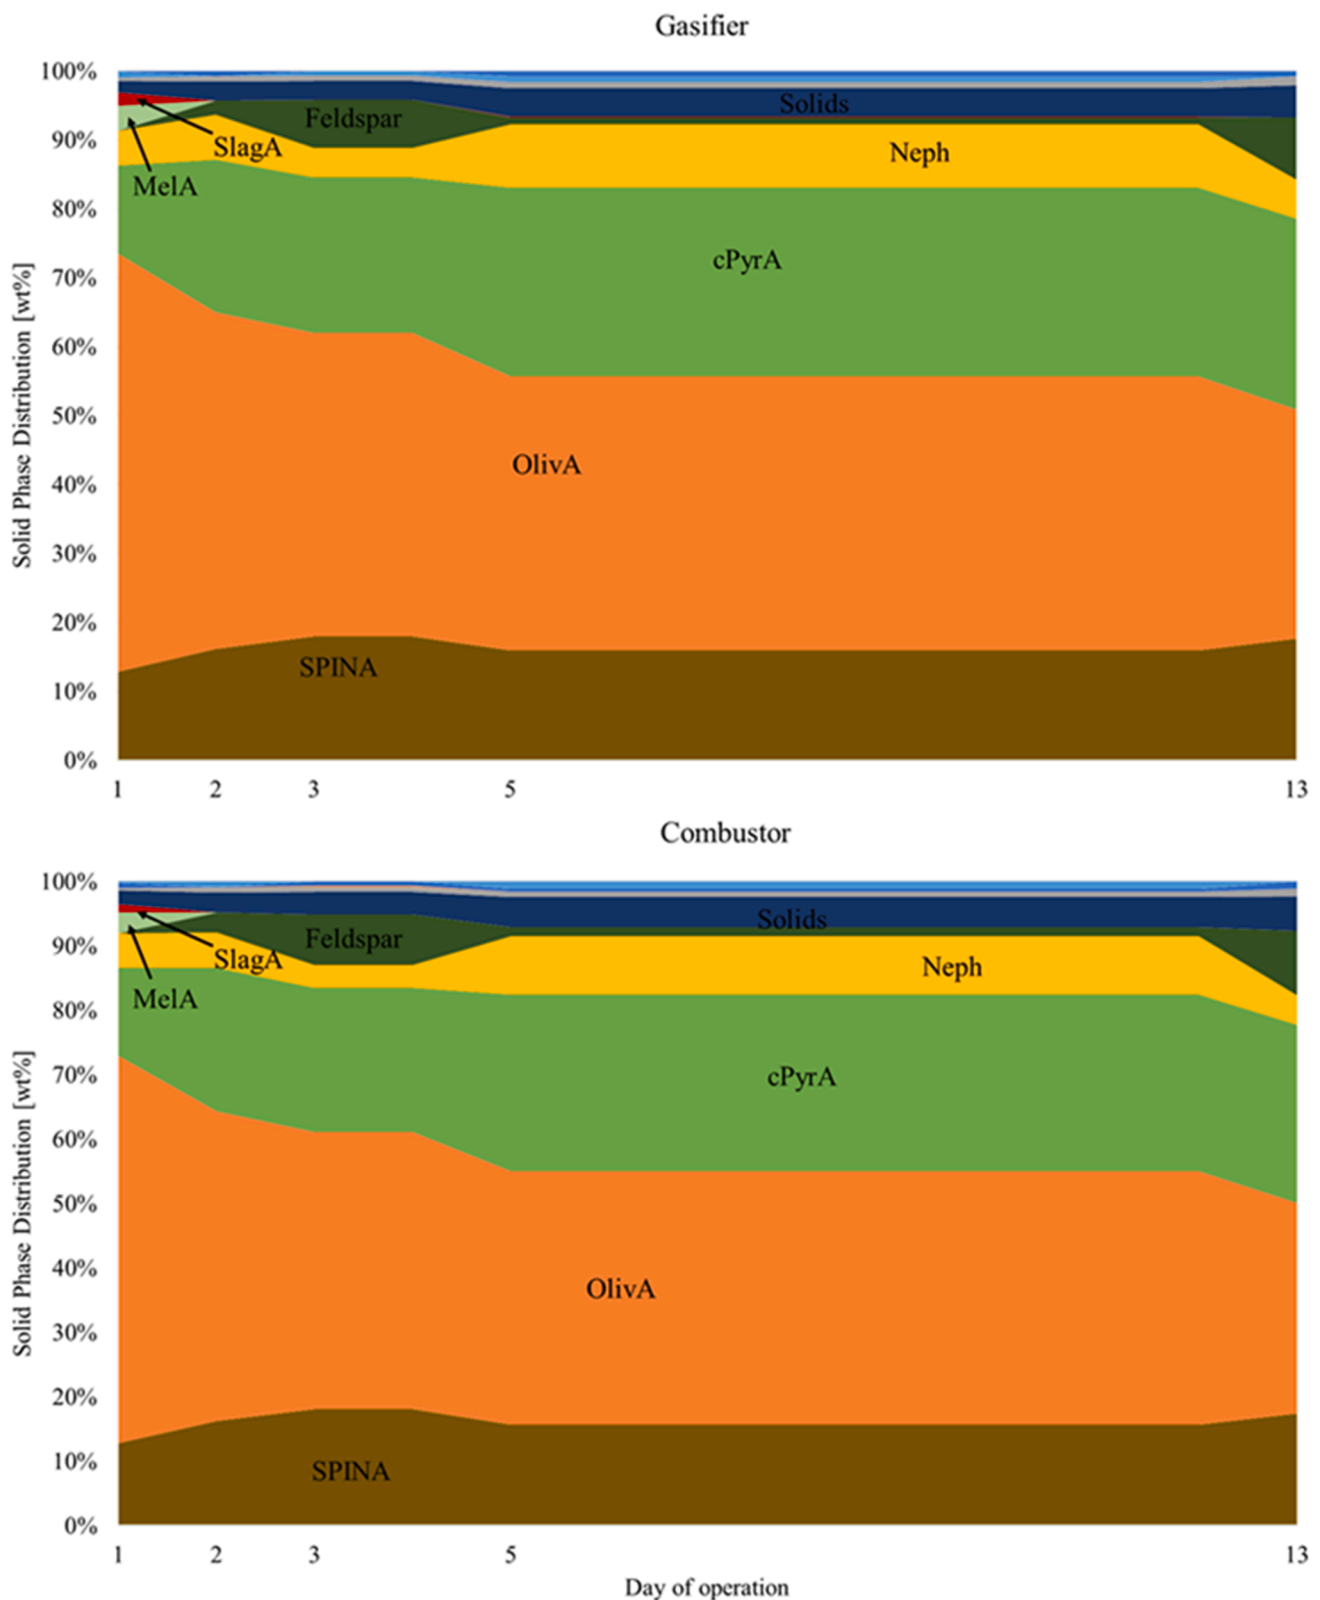 Gasifier
100%
90%
80%
70%
60%
50%
40%
30%
20%
10%
0%
Solid Phase Distribution [wt%]
Solids
Feldspar
SlagA
Neph
MelA
cPyrA
OlivA
SPINA
1 2 3 5 13
Combustor
100%
90%
80%
70%
60%
50%
40%
30%
20%
10%
0%
Solid Phase Distribution [wt%]
Solids
Feldspar
SlagA
Neph
MelA
cPyrA
OlivA
SPINA
1 2 3 5 13
Day of operation